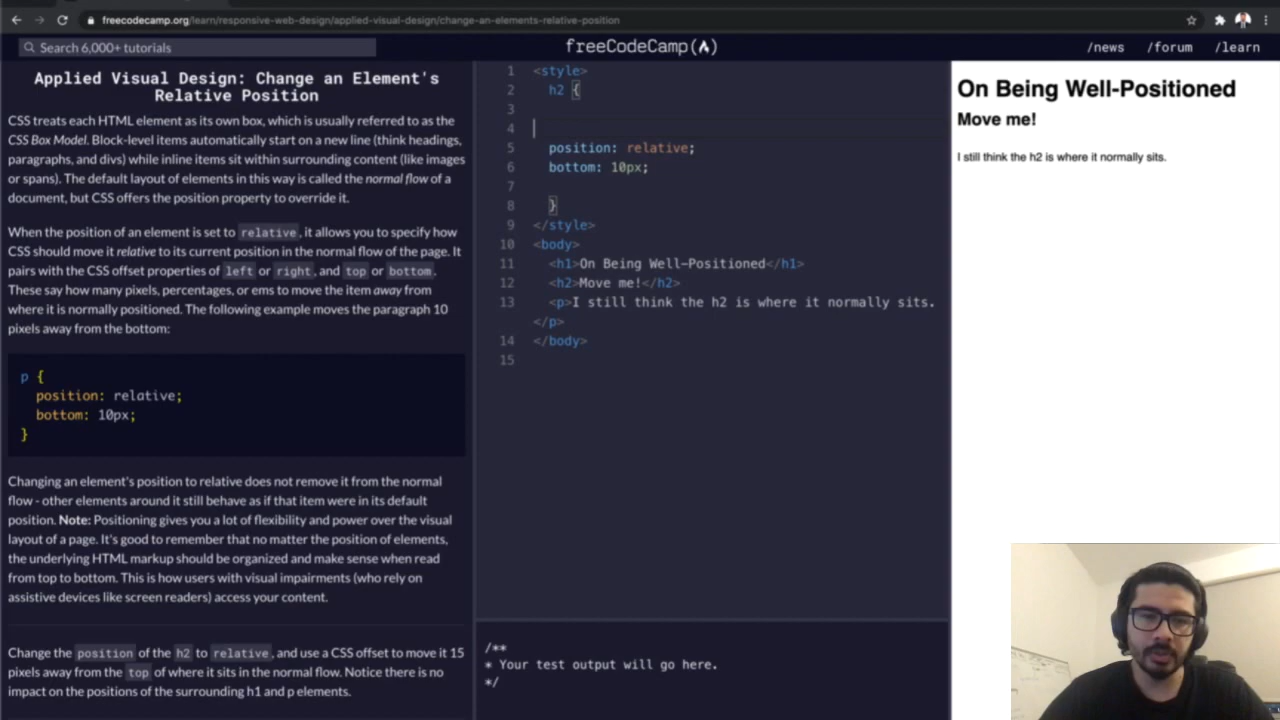 freecodecamp.org/learn/responsive-web-design/applied-visual-design/change-an-elements-relative-position
Search 6,000+ tutorials
freeCodeCamp
/news
/forum
/learn
Applied Visual Design: Change an Element's
Relative Position
CSS treats each HTML element as its own box, which is usually referred to as the
CSS Box Model. Block-level items automatically start on a new line (think headings,
paragraphs, and divs) while inline items sit within surrounding content (like images
or spans). The default layout of elements in this way is called the normal flow of a
document, but CSS offers the position property to override it.
When the position of an element is set to relative, it allows you to specify how
CSS should move it relative to its current position in the normal flow of the page. It
pairs with the CSS offset properties of left or right, and top or bottom.
These say how many pixels, percentages, or ems to move the item away from
where it is normally positioned. The following example moves the paragraph 10
pixels away from the bottom:
p {
position: relative;
bottom: 10px;
}
Changing an element's position to relative does not remove it from the normal
flow - other elements around it still behave as if that item were in its default
position. Note: Positioning gives you a lot of flexibility and power over the visual
layout of a page. It's good to remember that no matter the position of elements,
the underlying HTML markup should be organized and make sense when read
from top to bottom. This is how users with visual impairments (who rely on
assistive devices like screen readers) access your content.
Change the position of the h2 to relative, and use a CSS offset to move it 15
pixels away from the top of where it sits in the normal flow. Notice there is no
impact on the positions of the surrounding h1 and p elements.
1 <style>
2 h2 {
3
4
5 position: relative;
6 bottom: 10px;
7
8 }
9 </style>
10 <body>
11 <h1>On Being Well-Positioned</h1>
12 <h2>Move me!</h2>
13 <p>I still think the h2 is where it normally sits.
</p>
14 </body>
15
/**
* Your test output will go here.
*/
On Being Well-Positioned
Move me!
I still think the h2 is where it normally sits.